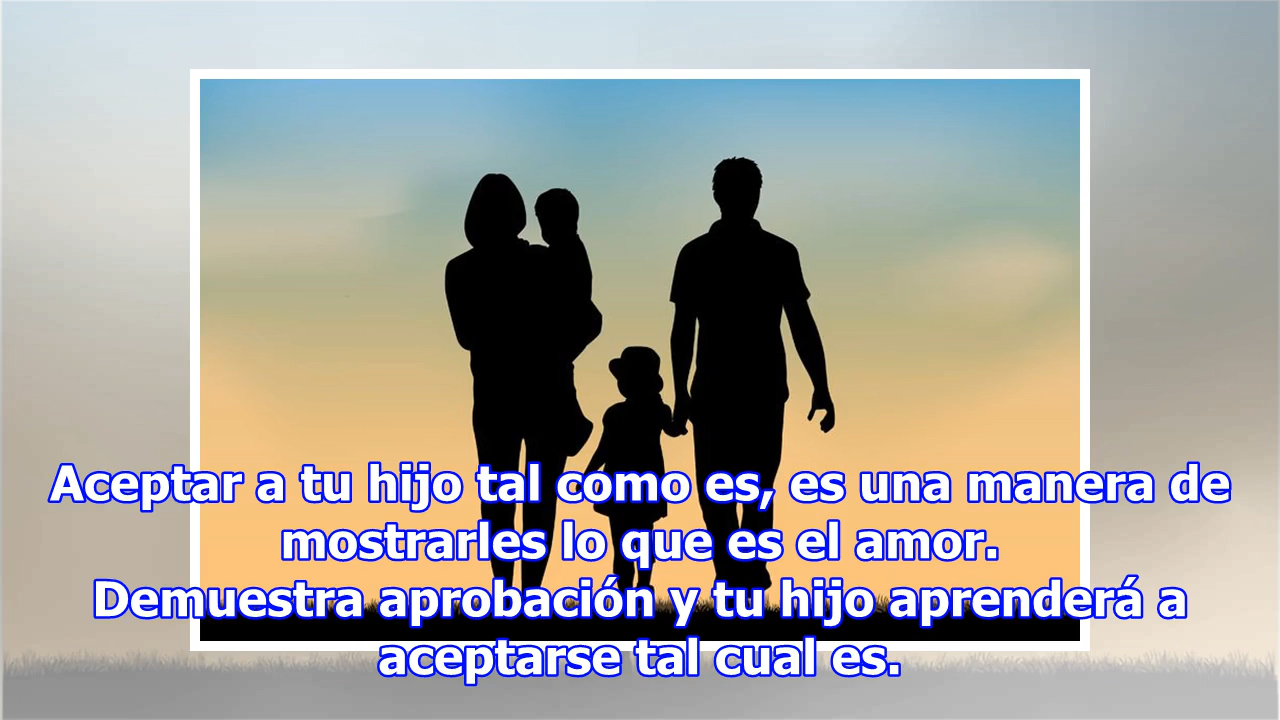 Aceptar a tu hijo tal como es, es una manera de
mostrarles lo que es el amor.
Demuestra aprobación y tu hijo aprenderá a
aceptarse tal cual es.